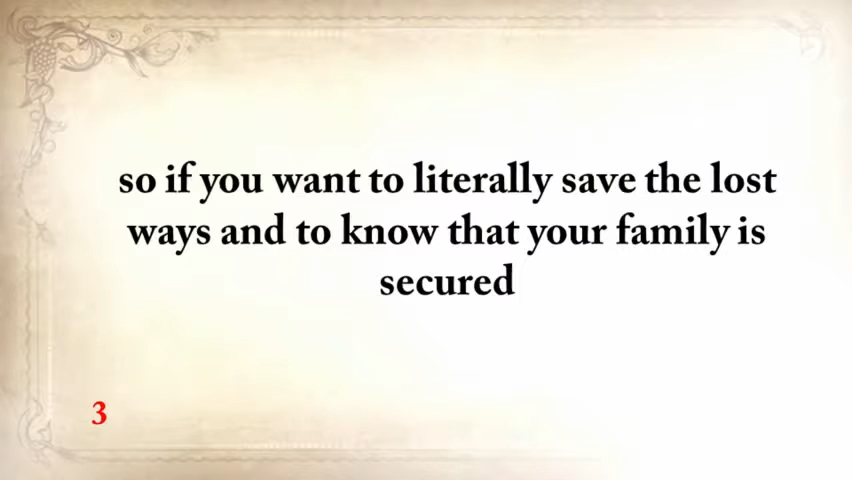 so if you want to literally save the lost
ways and to know that your family is
secured
3